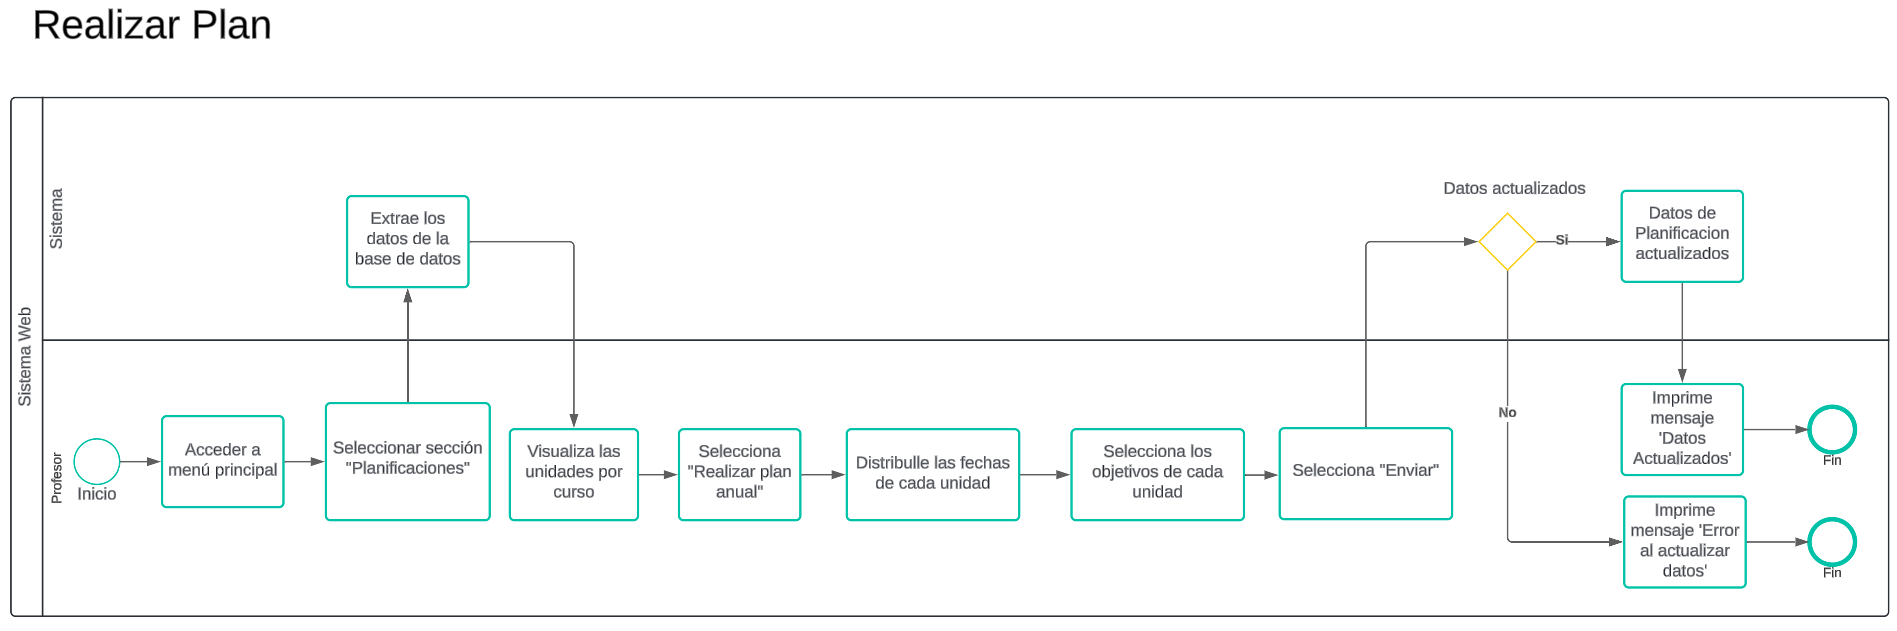 Realizar Plan
Sistema Web
Sistema
Profesor
Inicio
Acceder a
menú principal
Seleccionar sección
"Planificaciones"
Extrae los
datos de la
base de datos
Visualiza las
unidades por
curso
Selecciona
"Realizar plan
anual"
Distribulle las fechas
de cada unidad
Selecciona los
objetivos de cada
unidad
Selecciona "Enviar"
Datos actualizados
Si
No
Datos de
Planificacion
actualizados
Imprime
mensaje
'Datos
Actualizados'
Fin
Imprime
mensaje 'Error
al actualizar
datos'
Fin